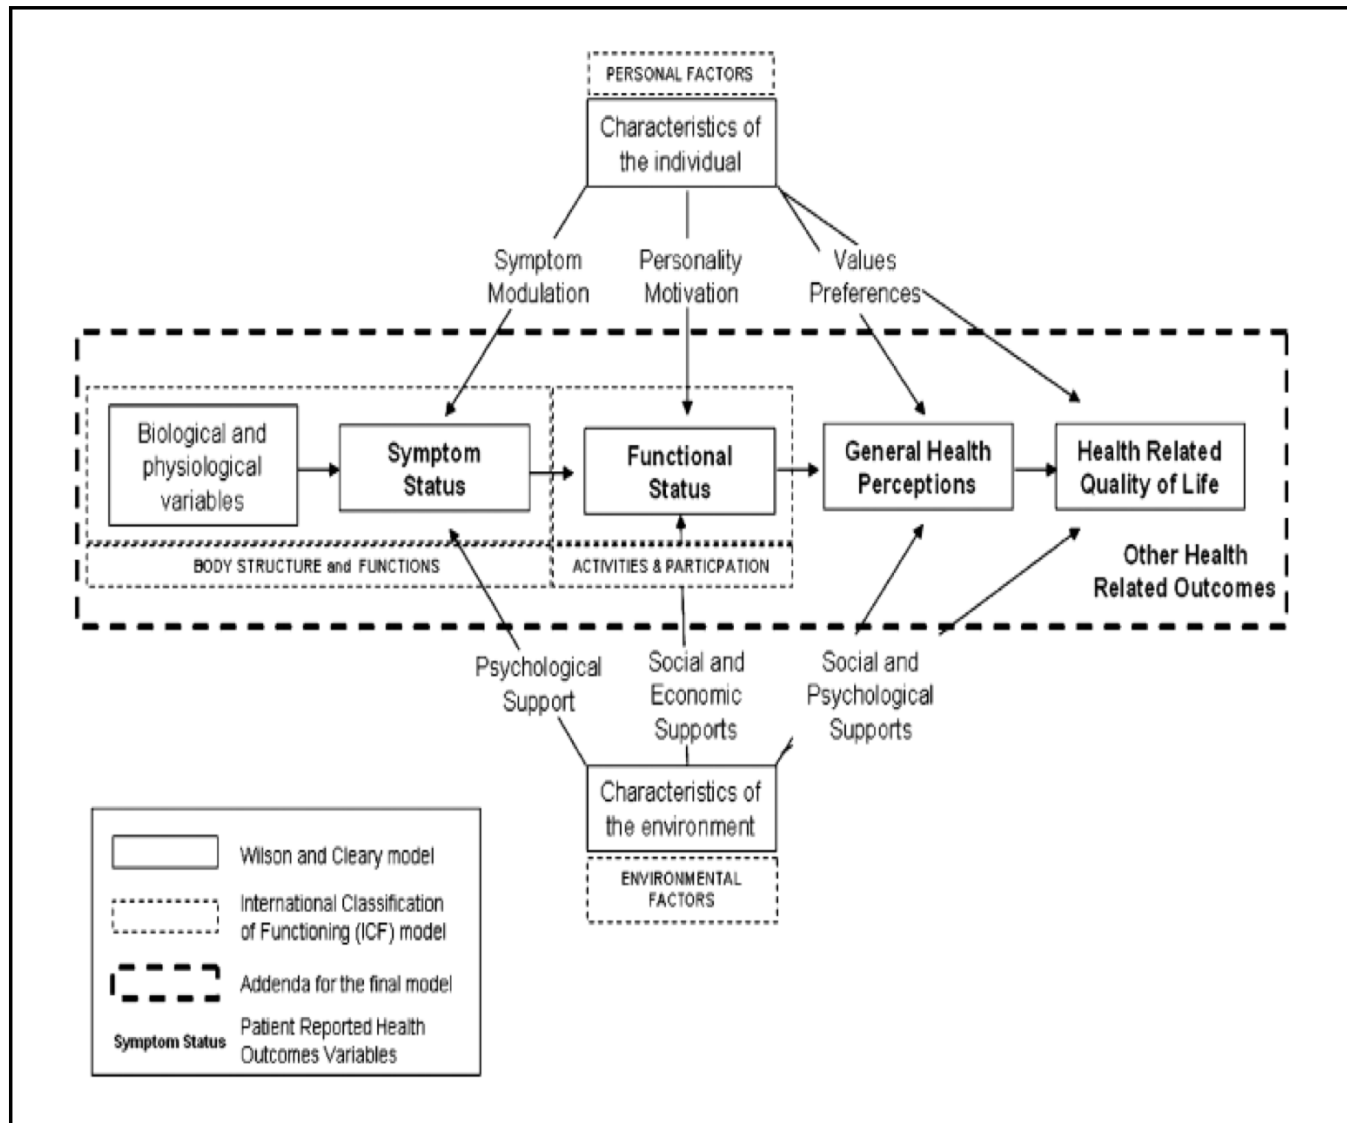 PERSONAL FACTORS
Characteristics of
the individual
Symptom
Modulation
Personality
Motivation
Values
Preferences
Biological and
physiological
variables
Symptom
Status
Functional
Status
General Health
Perceptions
Health Related
Quality of Life
BODY STRUCTURE and FUNCTIONS
ACTIVITIES & PARTICPATION
Other Health
Related Outcomes
Psychological
Support
Social and
Economic
Supports
Social and
Psychological
Supports
Characteristics of
the environment
ENVIRONMENTAL
FACTORS
Wilson and Cleary model
International Classification
of Functioning (ICF) model
Addenda for the final model
Symptom Status
Patient Reported Health
Outcomes Variables